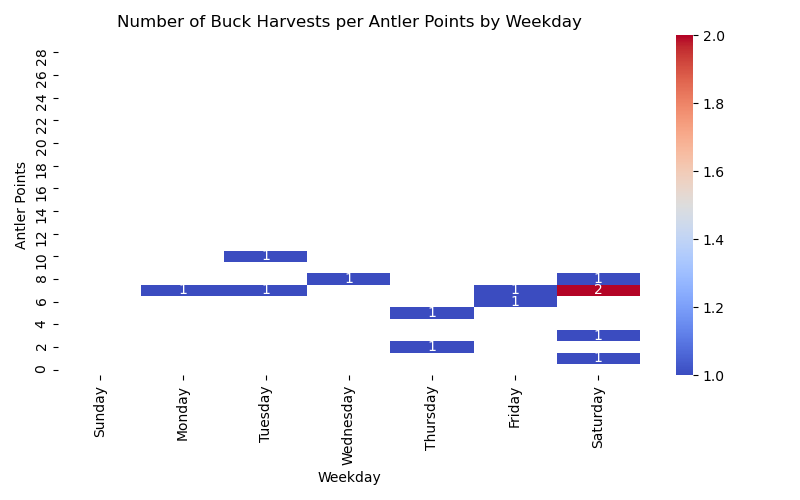 Number of Buck Harvests per Antler Points by Weekday
2.0
28
26
1.8
24
22
20
1.6
18
Antler Points
16
14
1.4
12
10
1
8
1 1
1 1 1 2
6
1
1.2
1
4
1
2
1
1
0
1.0
Sunday
Monday
Tuesday
Wednesday
Thursday
Friday
Saturday
Weekday